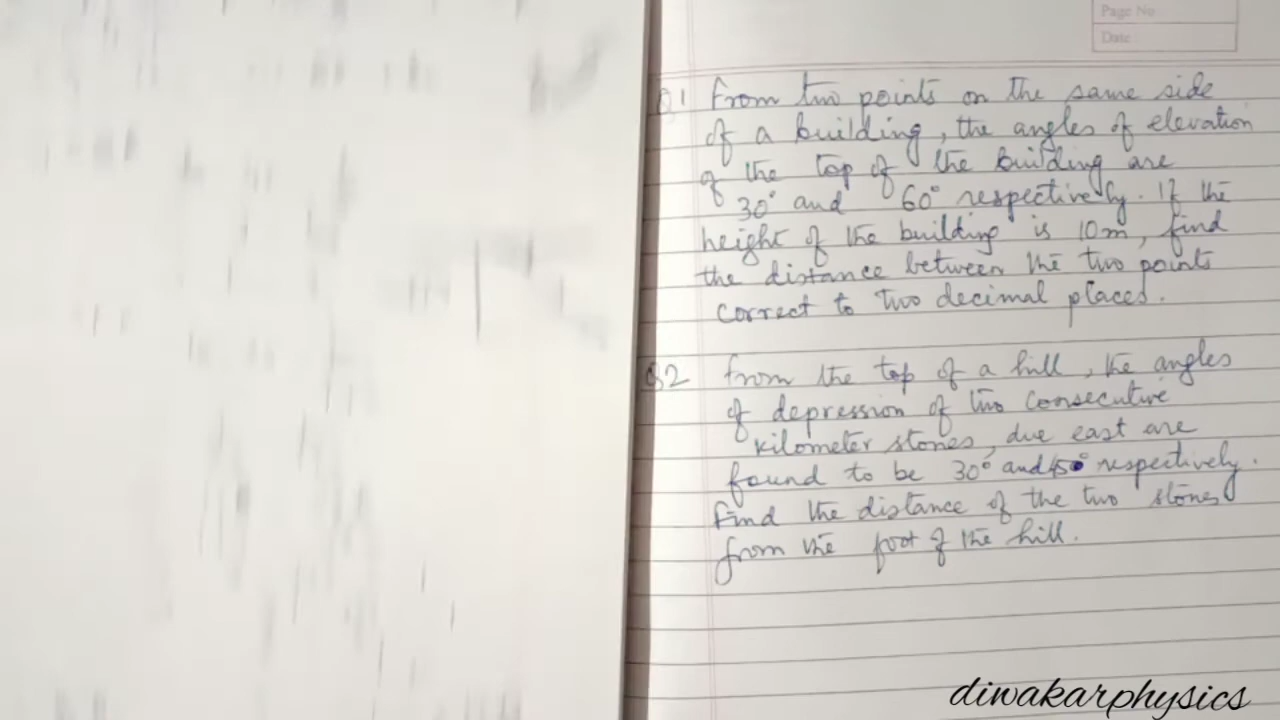 Page No
Date
Q1 From two points on the same side
of a building, the angles of elevation
of the top of the building are
30° and 60° respectively. If the
height of the building is 10m, find
the distance between the two points
correct to two decimal places.
Q2 From the top of a hill, the angles
of depression of two consecutive
kilometer stones, due east are
found to be 30° and 45° respectively.
Find the distance of the two stones
from the foot of the hill.
diwakarphysics